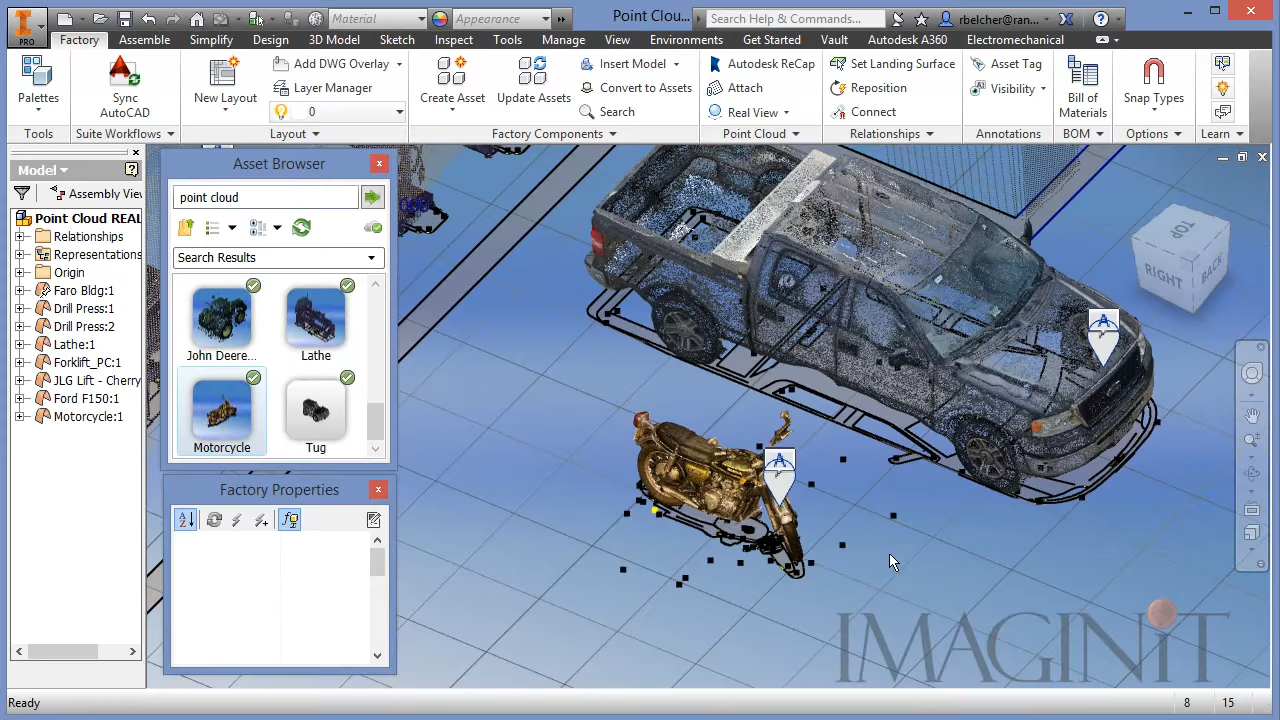 PRO
Material
Appearance
Point Clou...
Search Help & Commands...
rbelcher@ran...
Factory Assemble Simplify Design 3D Model Sketch Inspect Tools Manage View Environments Get Started Vault Autodesk A360 Electromechanical
Palettes
Tools
Sync
AutoCAD
Suite Workflows
New Layout
Add DWG Overlay
Layer Manager
0
Layout
Create Asset
Update Assets
Insert Model
Convert to Assets
Search
Factory Components
Autodesk ReCap
Attach
Real View
Point Cloud
Set Landing Surface
Reposition
Connect
Relationships
Asset Tag
Visibility
Annotations
Bill of
Materials
BOM
Snap Types
Options
Learn
Model
Assembly Vie
Point Cloud REAL
Relationships
Representations
Origin
Faro Bldg:1
Drill Press:1
Drill Press:2
Lathe:1
Forklift_PC:1
JLG Lift - Cherry
Ford F150:1
Motorcycle:1
Asset Browser
point cloud
Search Results
John Deere...
Lathe
Motorcycle
Tug
Factory Properties
TOP
RIGHT
BACK
IMAGINiT
Ready
8
15